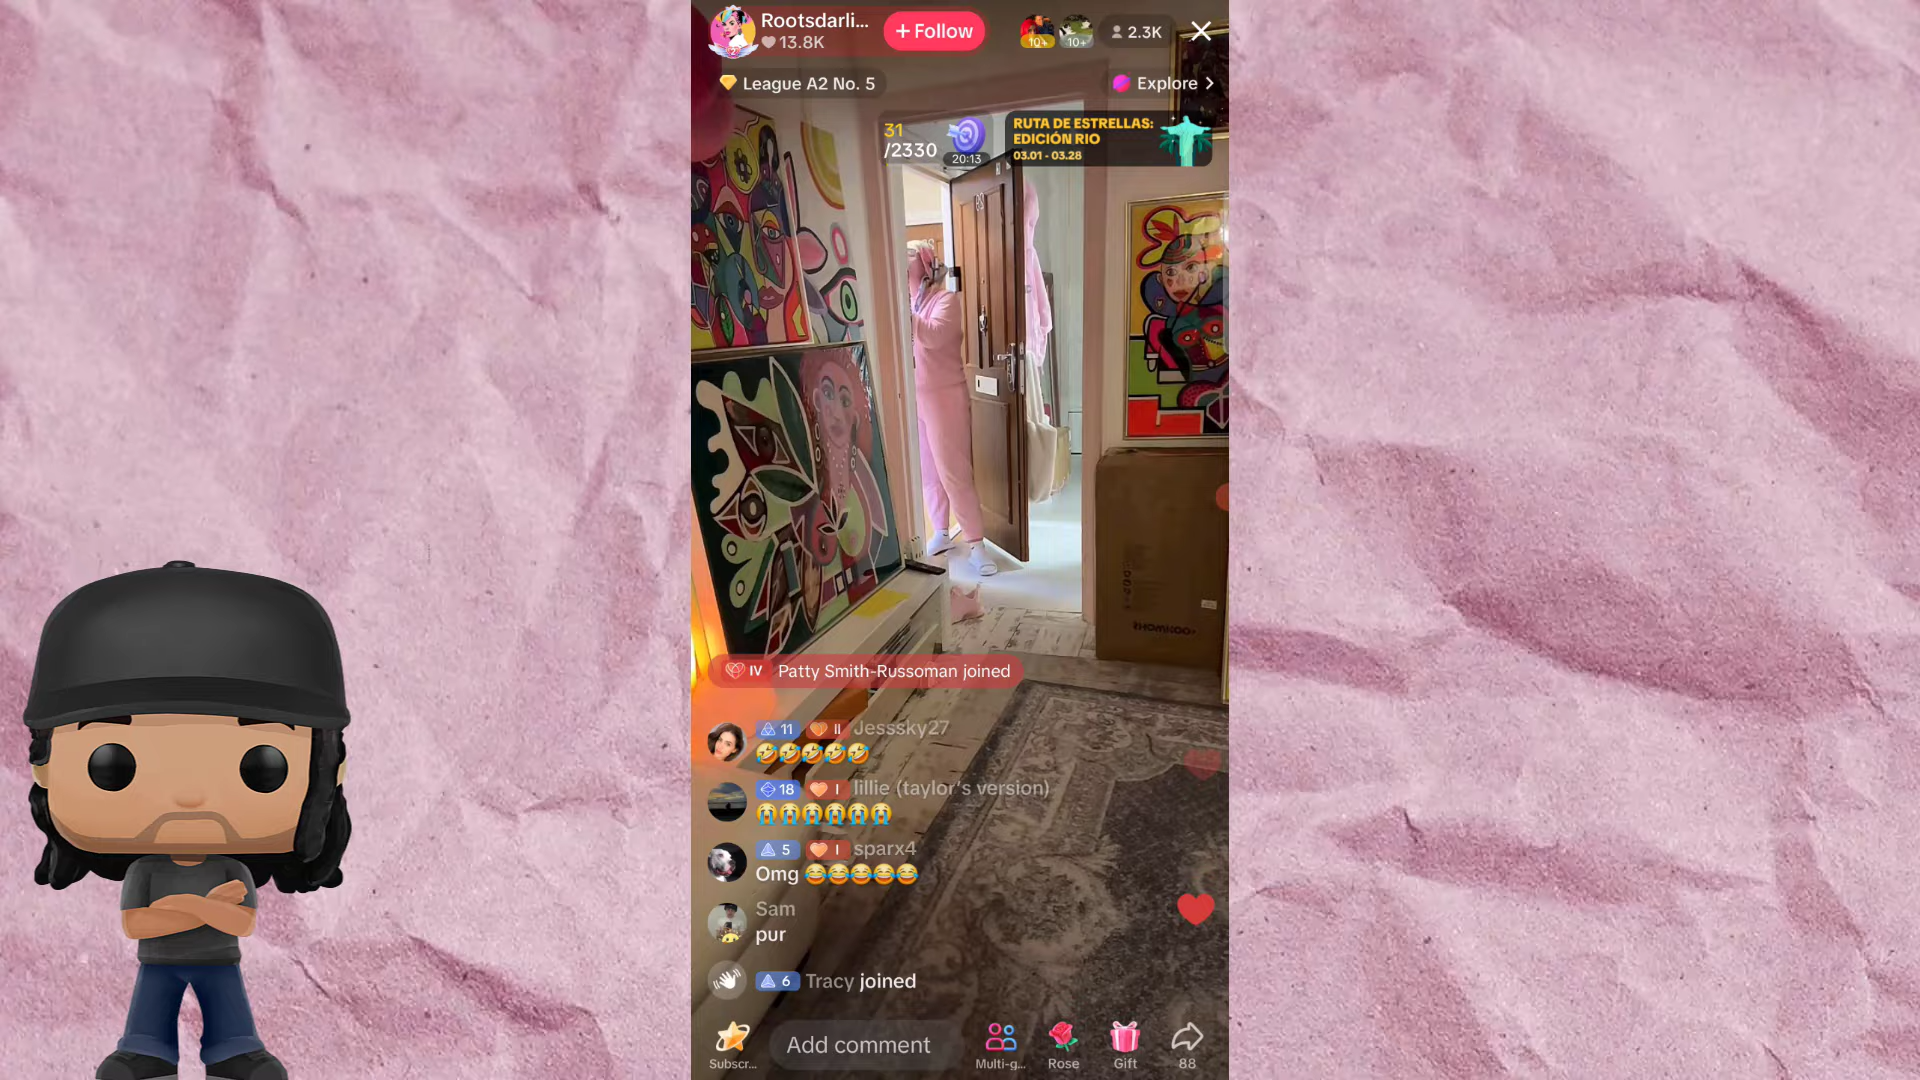 Rootsdarli...
13.8K
+ Follow
10+
10+
2.3K
League A2 No. 5
Explore >
31
/2330
20:13
RUTA DE ESTRELLAS:
EDICIÓN RIO
03.01 - 03.28
IV Patty Smith-Russoman joined
11 II Jesssky27
🤣🤣🤣🤣🤣
18 I lillie (taylor's version)
😭😭😭😭😭😭
5 I sparx4
Omg 😂😂😂😂😂
Sam
pur
6 Tracy joined
Subscr...
Add comment
Multi-g...
Rose
Gift
88